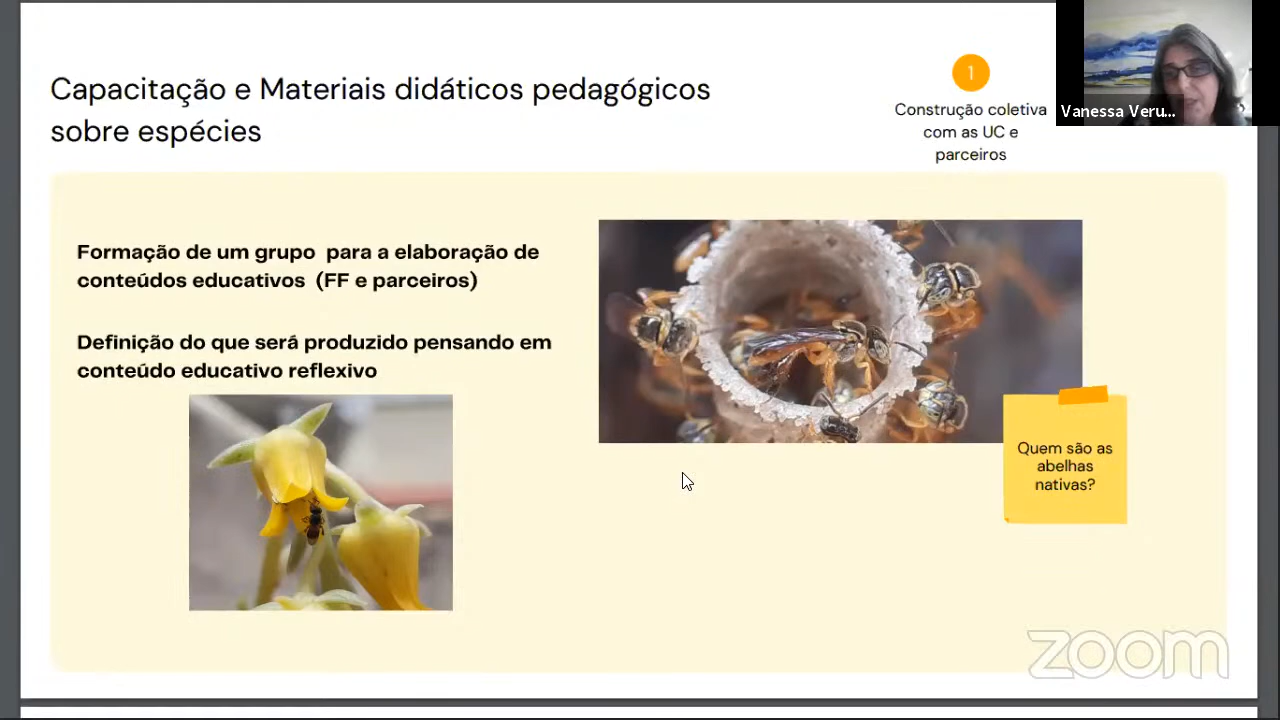 Capacitação e Materiais didáticos pedagógicos
sobre espécies
1
Construção coletiva
com as UC e
parceiros
Vanessa Veru...
Formação de um grupo para a elaboração de
conteúdos educativos (FF e parceiros)
Definição do que será produzido pensando em
conteúdo educativo reflexivo
Quem são as
abelhas
nativas?
zoom